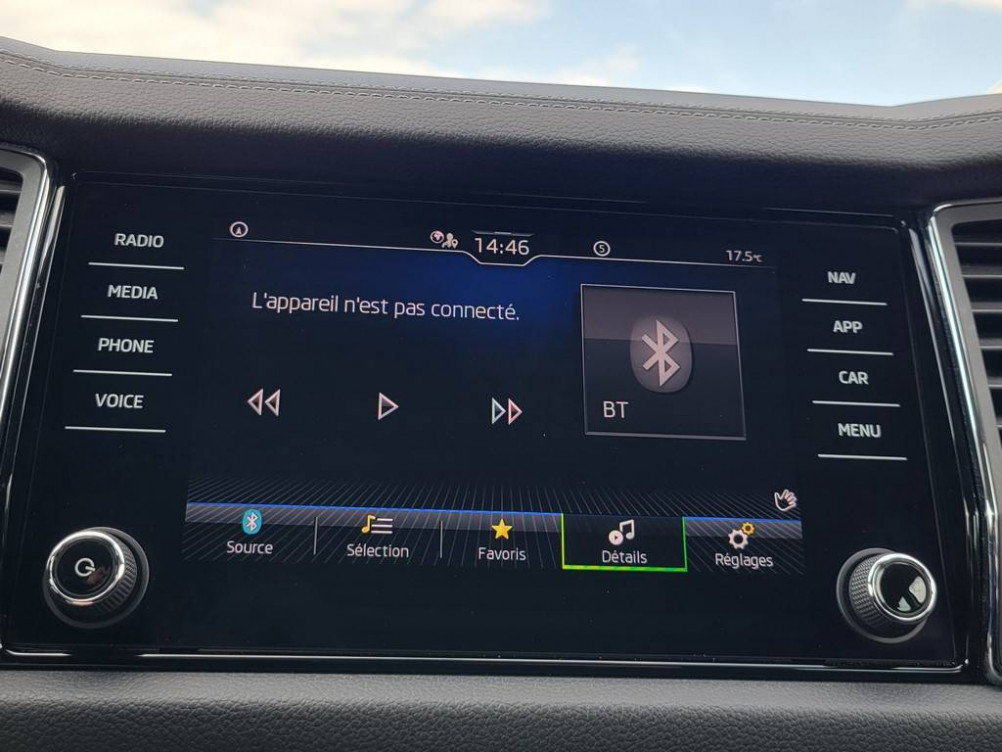 14:46
S
17.5°C
RADIO
MEDIA
PHONE
VOICE
L'appareil n'est pas connecté.
BT
NAV
APP
CAR
MENU
Source
Sélection
Favoris
Détails
Réglages